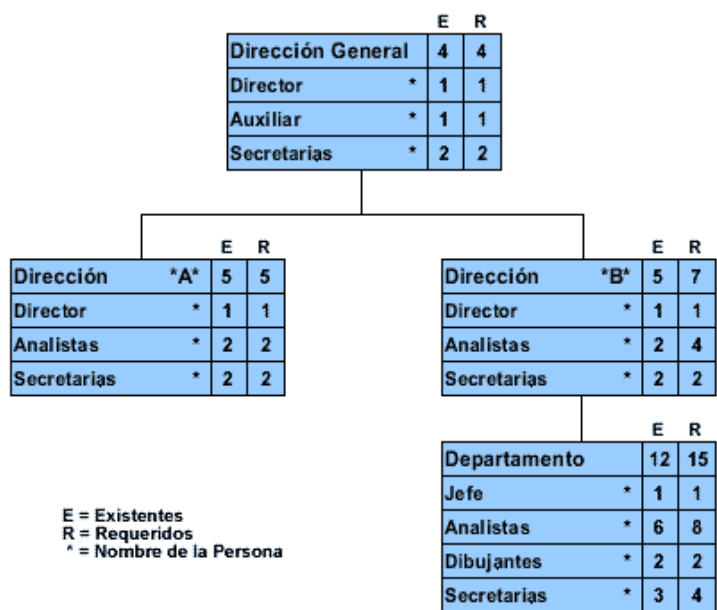 E R
Dirección General 4 4
Director * 1 1
Auxiliar * 1 1
Secretarias * 2 2
E R
Dirección *A* 5 5
Director * 1 1
Analistas * 2 2
Secretarias * 2 2
E R
Dirección *B* 5 7
Director * 1 1
Analistas * 2 4
Secretarias * 2 2
E R
Departamento 12 15
Jefe * 1 1
Analistas * 6 8
Dibujantes * 2 2
Secretarias * 3 4
E = Existentes
R = Requeridos
* = Nombre de la Persona